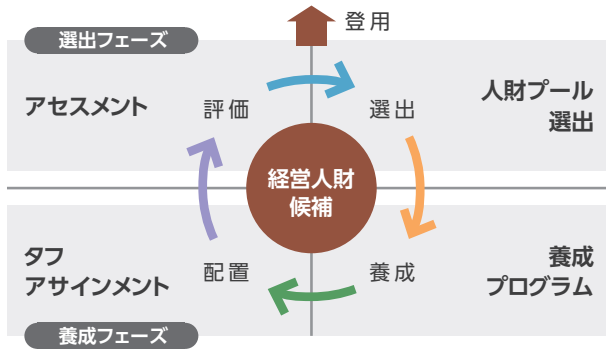 登用
選出フェーズ
アセスメント
評価
選出
人財プール
選出
経営人財
候補
タフ
アサインメント
配置
養成
養成
プログラム
養成フェーズ